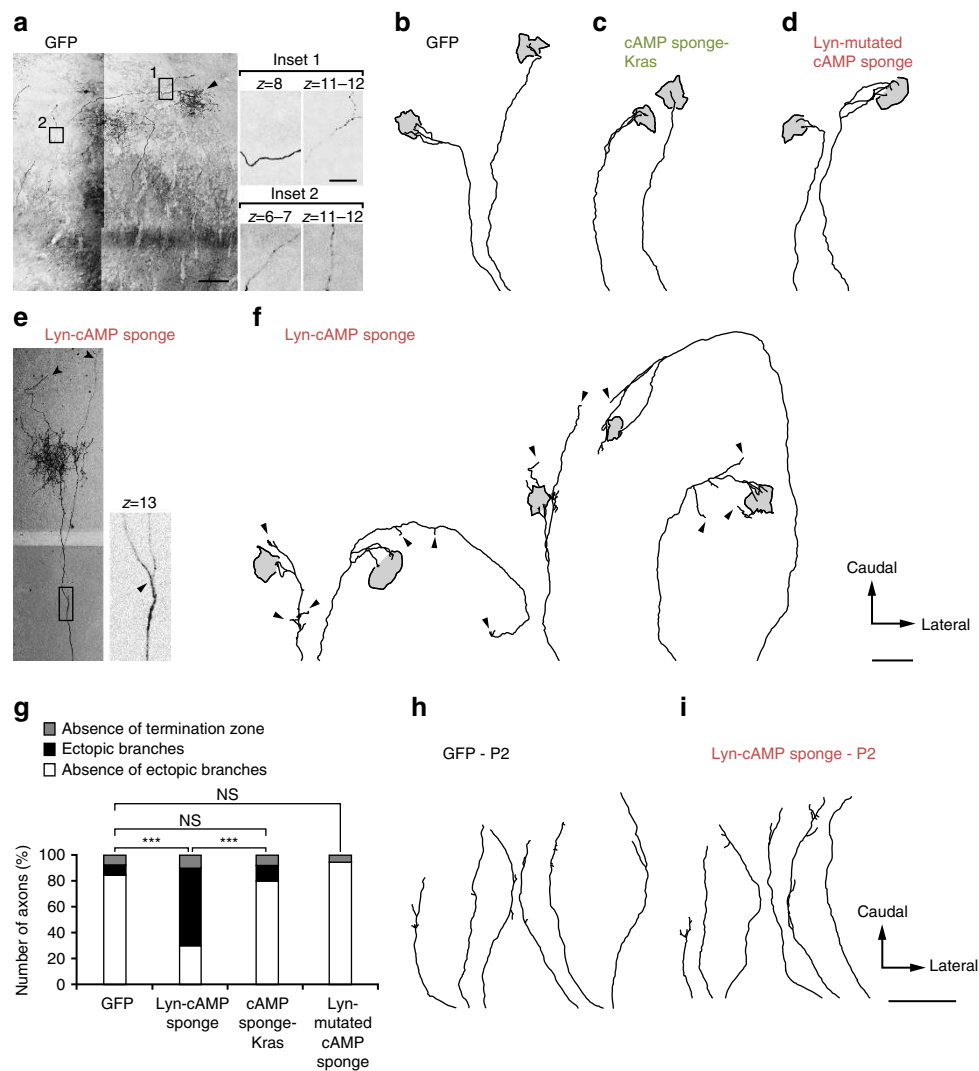 a
GFP
1
2
Inset 1
z=8
z=11–12
Inset 2
z=6–7
z=11–12
b
GFP
c
cAMP sponge-
Kras
d
Lyn-mutated
cAMP sponge
e
Lyn-cAMP sponge
z=13
f
Lyn-cAMP sponge
Caudal
Lateral
g
Absence of termination zone
Ectopic branches
Absence of ectopic branches
NS
NS
*** ***
Number of axons (%)
100
80
60
40
20
0
GFP
Lyn-cAMP
sponge
cAMP
sponge-
Kras
Lyn-
mutated
cAMP
sponge
h
GFP - P2
i
Lyn-cAMP sponge - P2
Caudal
Lateral